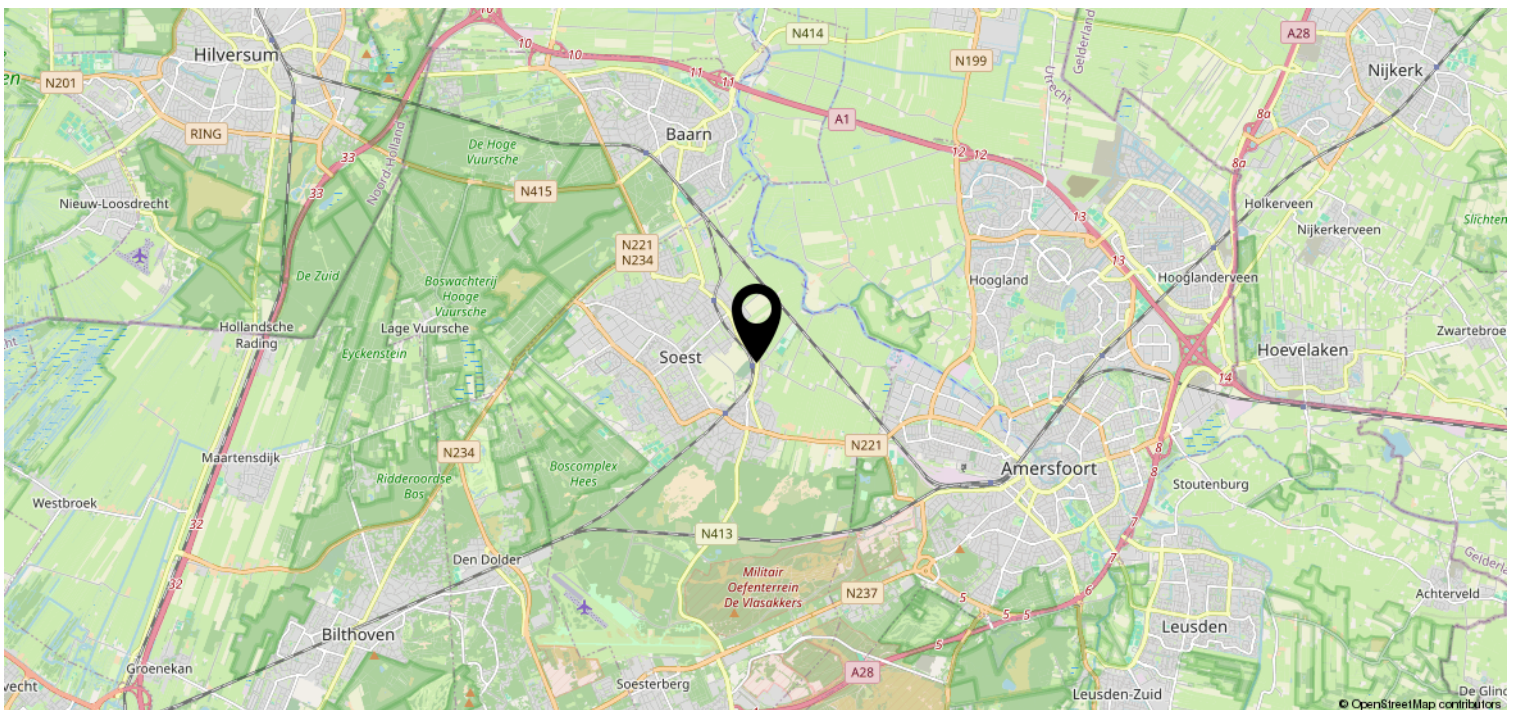 10
N414
A28
Hilversum
10
10
N199
Gelderland
Utrecht
Nijkerk
N201
11
11
A1
8a
RING
Baarn
De Hoge
Vuursche
12
12
8a
33
Noord-Holland
33
N415
Nieuw-Loosdrecht
13
Holkerveen
Nijkerkerveen
N221
N234
De Zuid
Boswachterij
Hooge
Vuursche
Hoogland
13
Hooglanderveen
Hollandsche
Rading
Lage Vuursche
Eyckenstein
Soest
Hoevelaken
14
Maartensdijk
N234
N221
8
8
Amersfoort
Ridderoordse
Bos
Boscomplex
Hees
Stoutenburg
Westbroek
32
N413
7
7
Den Dolder
32
Militair
Oefenterrein
De Vlasakkers
N237
5
5
5
6
Achterveld
Bilthoven
5
Leusden
Groenekan
Soesterberg
A28
Leusden-Zuid
© OpenStreetMap contributors